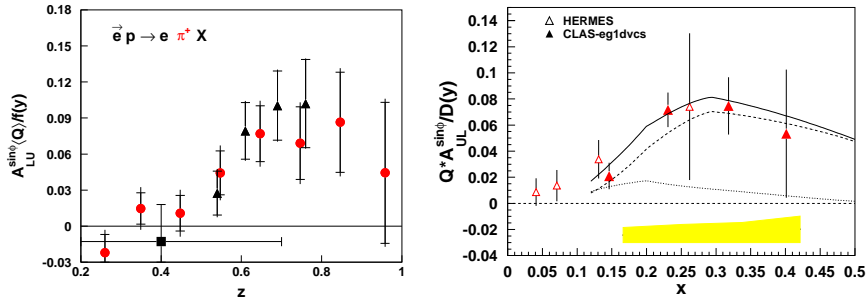 e p → e π+ X
A_LU^sinϕ⟨Q⟩/f(y)
0.18
0.15
0.12
0.09
0.06
0.03
0
-0.03
0.2 0.4 0.6 0.8 1
z
HERMES
CLAS-eg1dvcs
Q*A_UL^sinϕ/D(y)
0.14
0.12
0.1
0.08
0.06
0.04
0.02
0
-0.02
-0.04
0 0.05 0.1 0.15 0.2 0.25 0.3 0.35 0.4 0.45 0.5
x